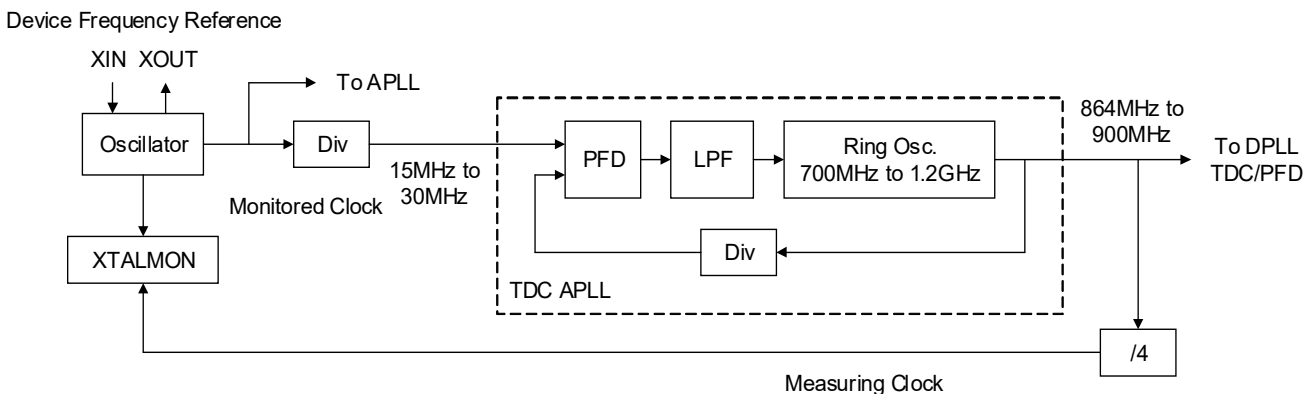 Device Frequency Reference
XIN XOUT
To APLL
Oscillator
Div
15MHz to
30MHz
Monitored Clock
XTALMON
PFD
LPF
Ring Osc.
700MHz to 1.2GHz
Div
TDC APLL
864MHz to
900MHz
To DPLL
TDC/PFD
/4
Measuring Clock